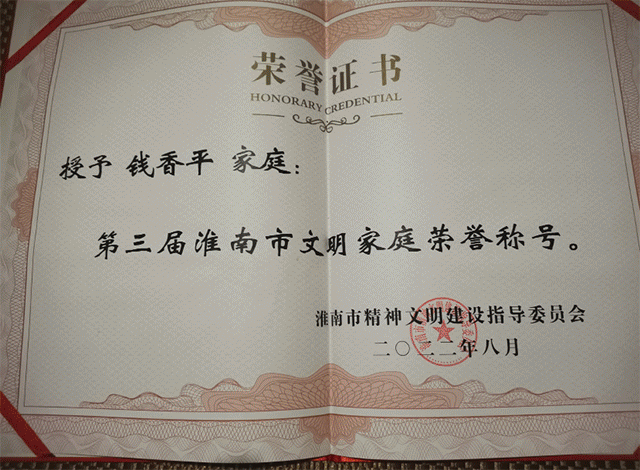 荣誉证书
HONORARY CREDENTIAL
授予 钱香平 家庭:
第三届淮南市文明家庭荣誉称号。
淮南市精神文明建设指导委员会
二〇二二年八月